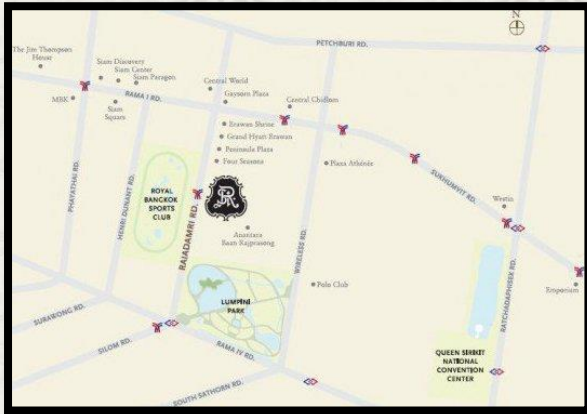 N
PETCHBURI RD.
The Jim Thompson
House
Siam Discovery
Siam Center
Siam Paragon
MBK
Siam
Square
RAMA I RD.
Central World
Gaysorn Plaza
Central Chidlom
Erawan Shrine
Grand Hyatt Erawan
Peninsula Plaza
Four Seasons
Plaza Athénée
PHAYATHAI RD.
HENRI DUNANT RD.
ROYAL
BANGKOK
SPORTS
CLUB
RAJADAMRI RD.
SR
Anantara
Baan Rajprasong
WIRELESS RD.
SUKHUMVIT RD.
Westin
RATCHADAPHISEK RD.
Emporium
Polo Club
LUMPINI
PARK
SURAWONG RD.
SILOM RD.
RAMA IV RD.
SOUTH SATHORN RD.
QUEEN SIRIKIT
NATIONAL
CONVENTION
CENTER